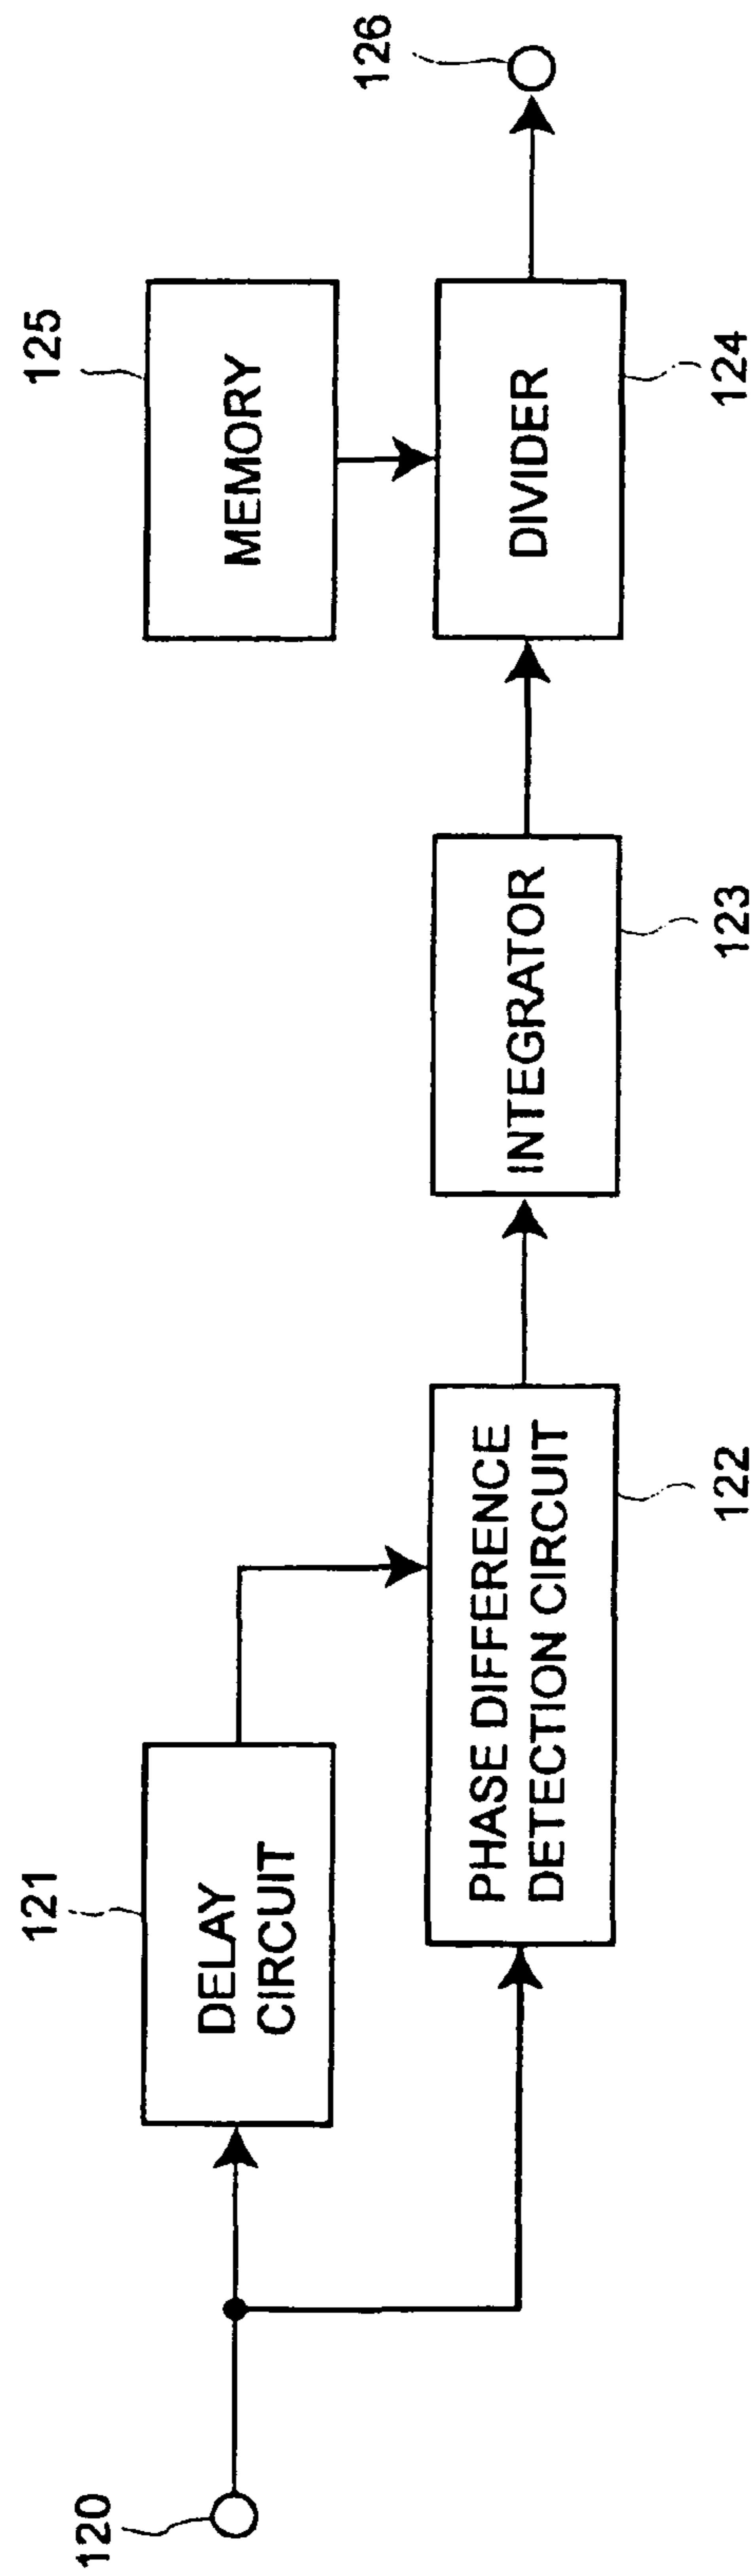 120
121
DELAY
CIRCUIT
PHASE DIFFERENCE
DETECTION CIRCUIT
122
INTEGRATOR
123
125
MEMORY
DIVIDER
124
126